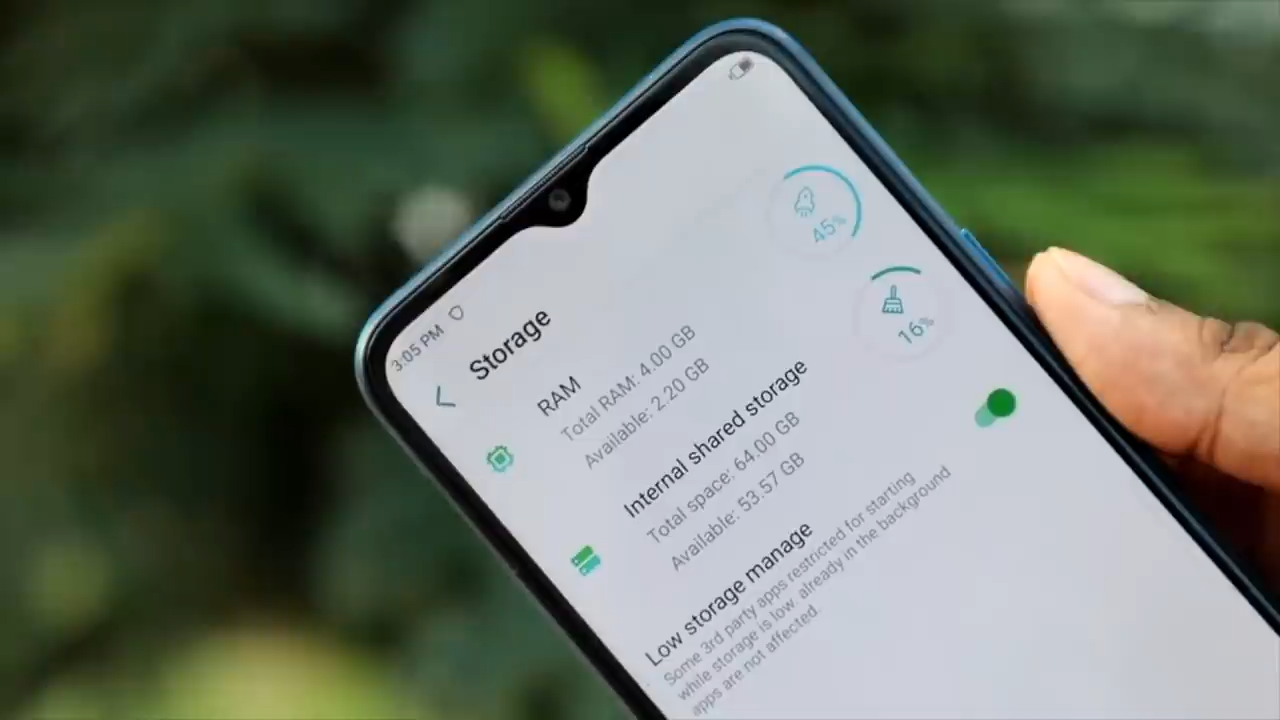 3:05 PM
Storage
RAM
Total RAM: 4.00 GB
Available: 2.20 GB
45%
Internal shared storage
Total space: 64.00 GB
Available: 53.57 GB
16%
Low storage manage
Some 3rd party apps restricted for starting
while storage is low, already in the background
apps are not affected.